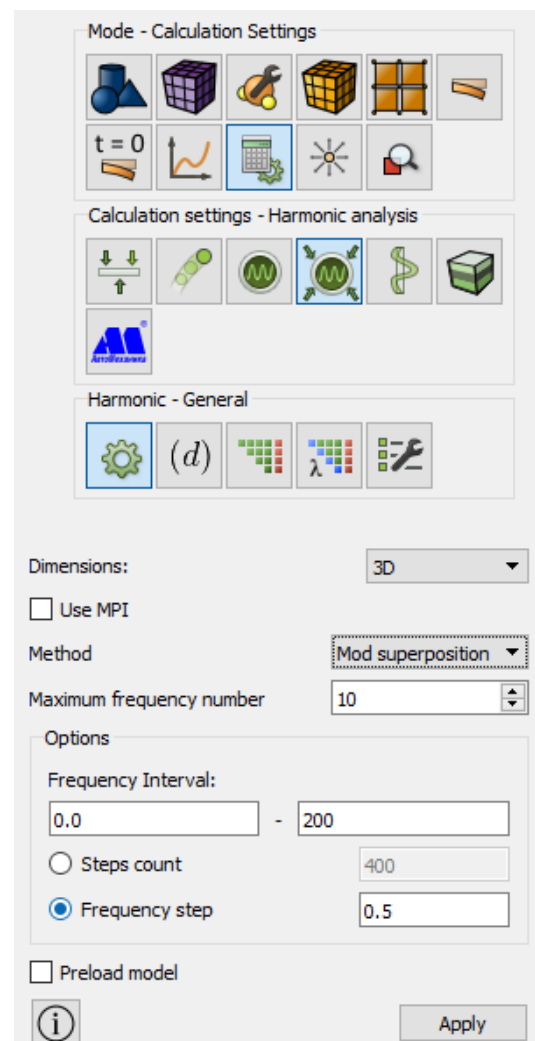 Mode - Calculation Settings
t = 0
Calculation settings - Harmonic analysis
Harmonic - General
(d)
λ
Dimensions: 3D
Use MPI
Method Mod superposition
Maximum frequency number 10
Options
Frequency Interval:
0.0 - 200
Steps count 400
Frequency step 0.5
Preload model
i Apply